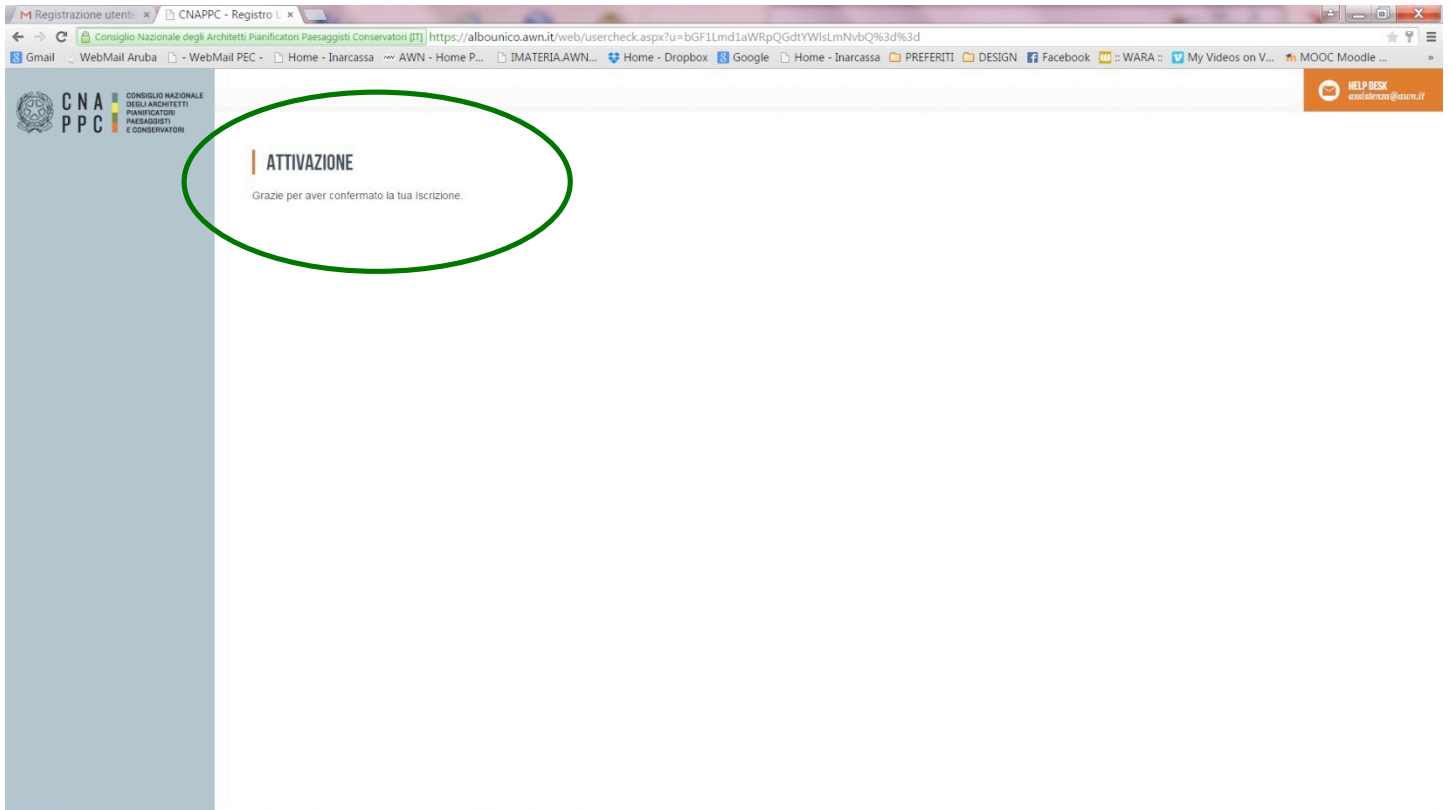 Registrazione utenti
CNAPPC - Registro U
Consiglio Nazionale degli Architetti Pianificatori Paesaggisti Conservatori [IT] https://albounico.awn.it/web/usercheck.aspx?u=bGF1Lmd1aWRpQGdtYWlsLmNvbQ%3d%3d
Gmail WebMail Aruba - WebMail PEC - Home - Inarcassa AWN - Home P... IMATERIA.AWN... Home - Dropbox Google Home - Inarcassa PREFERITI DESIGN Facebook :: WARA :: My Videos on V... MOOC Moodle ... »
CNA
PPC
CONSIGLIO NAZIONALE
DEGLI ARCHITETTI
PIANIFICATORI
PAESAGGISTI
E CONSERVATORI
HELP DESK
assistenza@awn.it
ATTIVAZIONE
Grazie per aver confermato la tua Iscrizione.